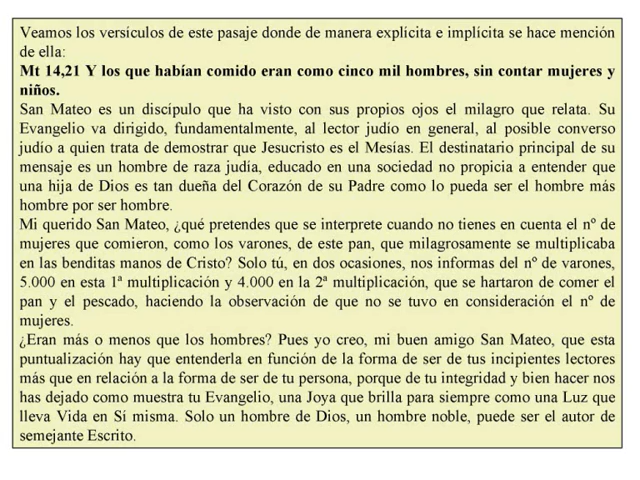 Veamos los versículos de este pasaje donde de manera explícita e implícita se hace mención
de ella:
Mt 14,21 Y los que habían comido eran como cinco mil hombres, sin contar mujeres y
niños.
San Mateo es un discípulo que ha visto con sus propios ojos el milagro que relata. Su
Evangelio va dirigido, fundamentalmente, al lector judío en general, al posible converso
judío a quien trata de demostrar que Jesucristo es el Mesías. El destinatario principal de su
mensaje es un hombre de raza judía, educado en una sociedad no propicia a entender que
una hija de Dios es tan dueña del Corazón de su Padre como lo pueda ser el hombre más
hombre por ser hombre.
Mi querido San Mateo, ¿qué pretendes que se interprete cuando no tienes en cuenta el nº de
mujeres que comieron, como los varones, de este pan, que milagrosamente se multiplicaba
en las benditas manos de Cristo? Solo tú, en dos ocasiones, nos informas del nº de varones,
5.000 en esta 1ª multiplicación y 4.000 en la 2ª multiplicación, que se hartaron de comer el
pan y el pescado, haciendo la observación de que no se tuvo en consideración el nº de
mujeres.
¿Eran más o menos que los hombres? Pues yo creo, mi buen amigo San Mateo, que esta
puntualización hay que entenderla en función de la forma de ser de tus incipientes lectores
más que en relación a la forma de ser de tu persona, porque de tu integridad y bien hacer nos
has dejado como muestra tu Evangelio, una Joya que brilla para siempre como una Luz que
lleva Vida en Sí misma. Solo un hombre de Dios, un hombre noble, puede ser el autor de
semejante Escrito.